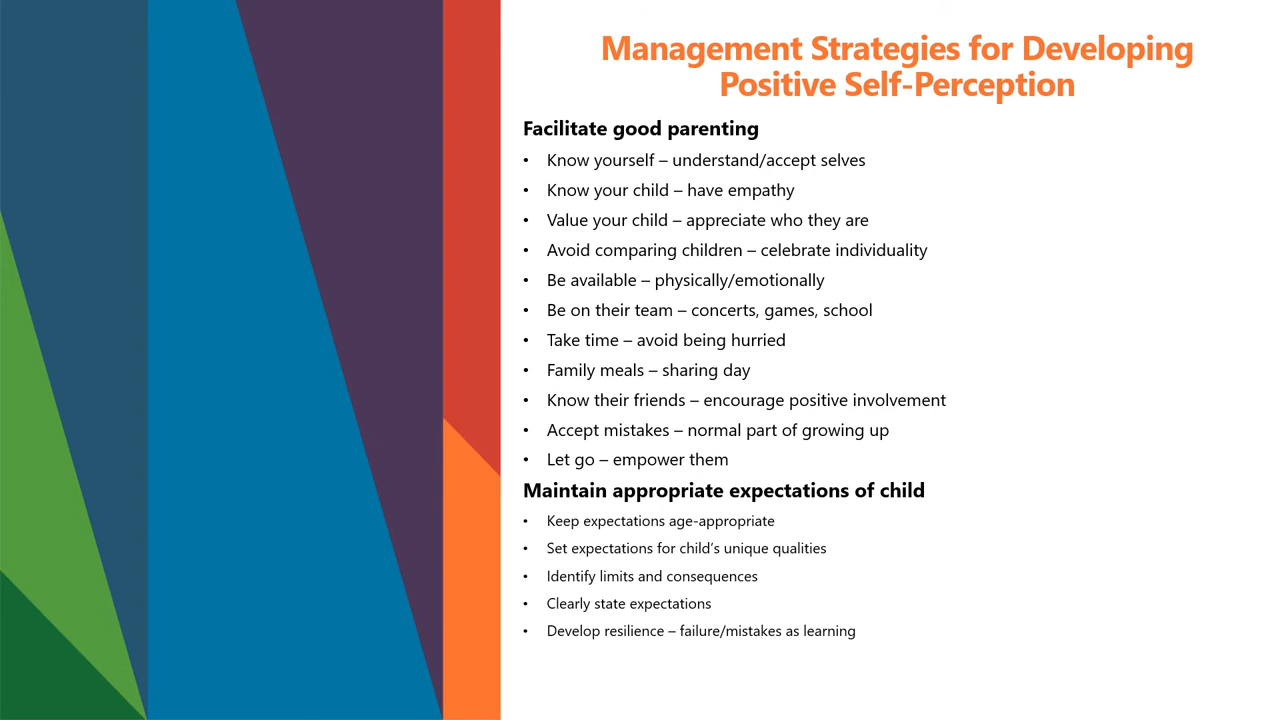 Management Strategies for Developing
Positive Self-Perception
Facilitate good parenting
• Know yourself – understand/accept selves
• Know your child – have empathy
• Value your child – appreciate who they are
• Avoid comparing children – celebrate individuality
• Be available – physically/emotionally
• Be on their team – concerts, games, school
• Take time – avoid being hurried
• Family meals – sharing day
• Know their friends – encourage positive involvement
• Accept mistakes – normal part of growing up
• Let go – empower them
Maintain appropriate expectations of child
• Keep expectations age-appropriate
• Set expectations for child’s unique qualities
• Identify limits and consequences
• Clearly state expectations
• Develop resilience – failure/mistakes as learning